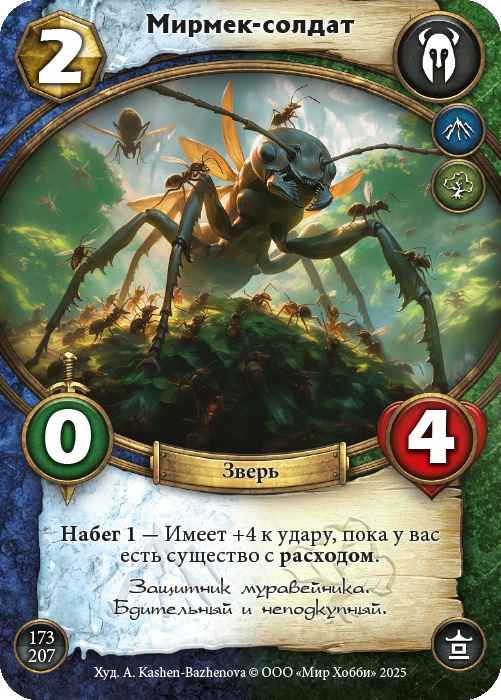 Мирмек-солдат
2
0
4
Зверь
Набег 1 — Имеет +4 к удару, пока у вас
есть существо с расходом.
Защитник муравейника.
Бдительный и неподкупный.
173
207
Худ. A. Kashen-Bazhenova © ООО «Мир Хобби» 2025